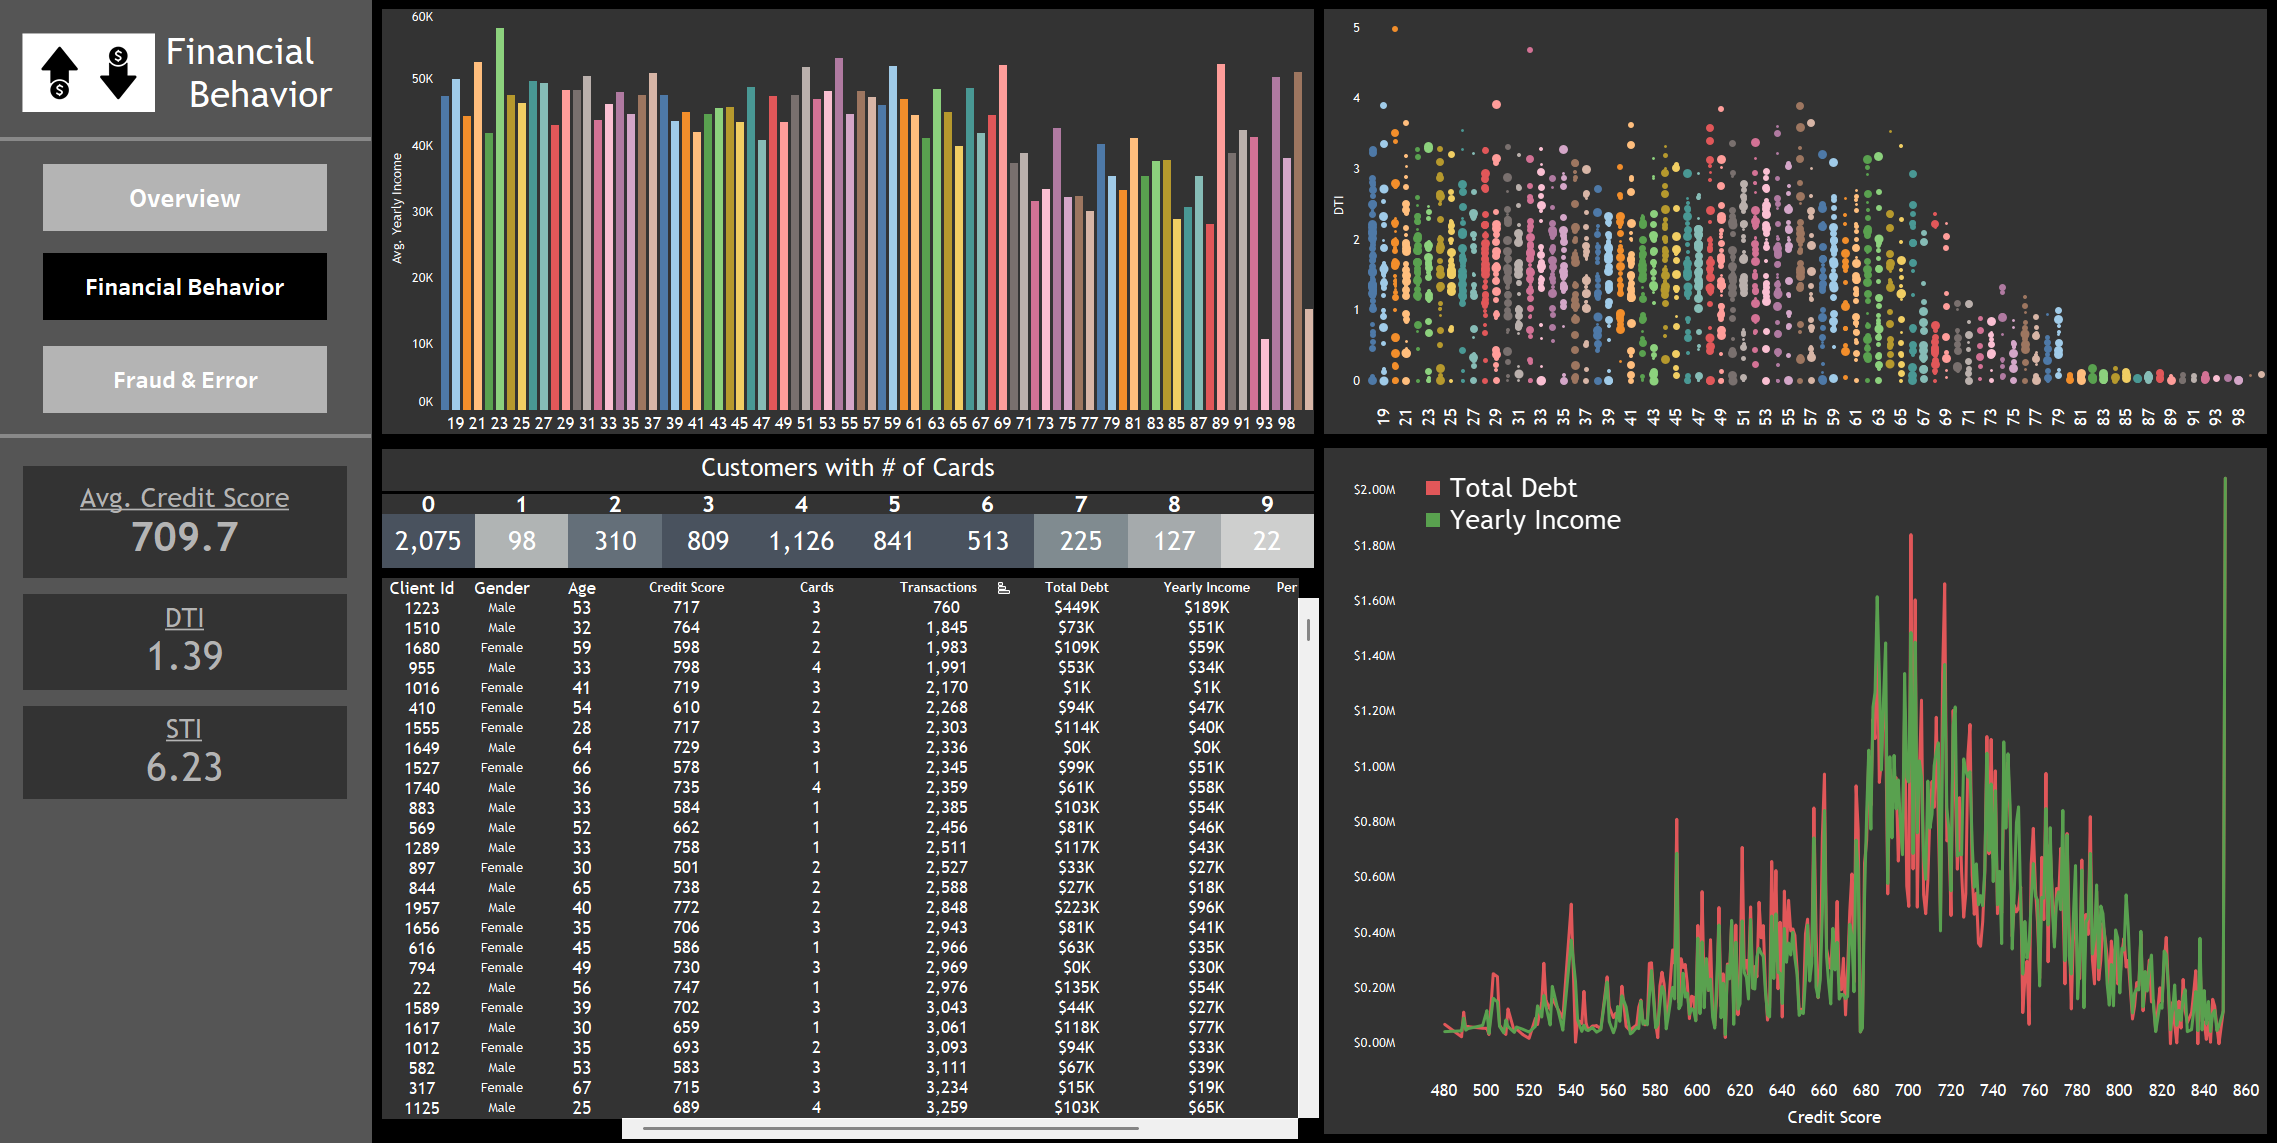 Financial
Behavior
Overview
Financial Behavior
Fraud & Error
Avg. Credit Score
709.7
DTI
1.39
STI
6.23
60K
50K
40K
30K
20K
10K
0K
Avg. Yearly Income
19 21 23 25 27 29 31 33 35 37 39 41 43 45 47 49 51 53 55 57 59 61 63 65 67 69 71 73 75 77 79 81 83 85 87 89 91 93 98
5
4
3
2
1
0
DTI
19 21 23 25 27 29 31 33 35 37 39 41 43 45 47 49 51 53 55 57 59 61 63 65 67 69 71 73 75 77 79 81 83 85 87 89 91 93 98
Customers with # of Cards
0 1 2 3 4 5 6 7 8 9
2,075 98 310 809 1,126 841 513 225 127 22
Client Id Gender Age Credit Score Cards Transactions Total Debt Yearly Income Per
1223 Male 53 717 3 760 $449K $189K
1510 Male 32 764 2 1,845 $73K $51K
1680 Female 59 598 2 1,983 $109K $59K
955 Male 33 798 4 1,991 $53K $34K
1016 Female 41 719 3 2,170 $1K $1K
410 Female 54 610 2 2,268 $94K $47K
1555 Female 28 717 3 2,303 $114K $40K
1649 Male 64 729 3 2,336 $0K $0K
1527 Female 66 578 1 2,345 $99K $51K
1740 Male 36 735 4 2,359 $61K $58K
883 Male 33 584 1 2,385 $103K $54K
569 Male 52 662 1 2,456 $81K $46K
1289 Male 33 758 1 2,511 $117K $43K
897 Female 30 501 2 2,527 $33K $27K
844 Male 65 738 2 2,588 $27K $18K
1957 Male 40 772 2 2,848 $223K $96K
1656 Female 35 706 3 2,943 $81K $41K
616 Female 45 586 1 2,966 $63K $35K
794 Female 49 730 3 2,969 $0K $30K
22 Male 56 747 1 2,976 $135K $54K
1589 Female 39 702 3 3,043 $44K $27K
1617 Male 30 659 1 3,061 $118K $77K
1012 Female 35 693 2 3,093 $94K $33K
582 Male 53 583 3 3,111 $67K $39K
317 Female 67 715 3 3,234 $15K $19K
1125 Male 25 689 4 3,259 $103K $65K
Total Debt
Yearly Income
$2.00M
$1.80M
$1.60M
$1.40M
$1.20M
$1.00M
$0.80M
$0.60M
$0.40M
$0.20M
$0.00M
480 500 520 540 560 580 600 620 640 660 680 700 720 740 760 780 800 820 840 860
Credit Score